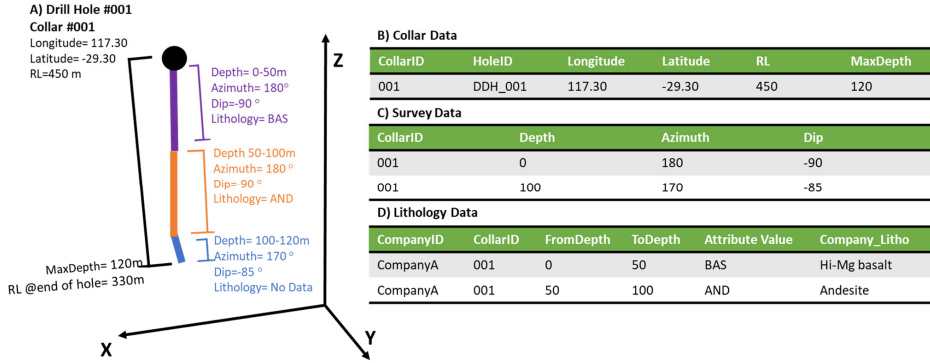 A) Drill Hole #001
Collar #001
Longitude= 117.30
Latitude= -29.30
RL=450 m
Depth= 0-50m
Azimuth= 180°
Dip=-90 °
Lithology= BAS
Depth 50-100m
Azimuth= 180 °
Dip=-90 °
Lithology= AND
Depth= 100-120m
Azimuth= 170 °
Dip=-85 °
Lithology= No Data
MaxDepth= 120m
RL @end of hole= 330m
Z
X
Y
B) Collar Data
CollarID HoleID Longitude Latitude RL MaxDepth
001 DDH_001 117.30 -29.30 450 120
C) Survey Data
CollarID Depth Azimuth Dip
001 0 180 -90
001 100 170 -85
D) Lithology Data
CompanyID CollarID FromDepth ToDepth Attribute Value Company_Litho
CompanyA 001 0 50 BAS Hi-Mg basalt
CompanyA 001 50 100 AND Andesite